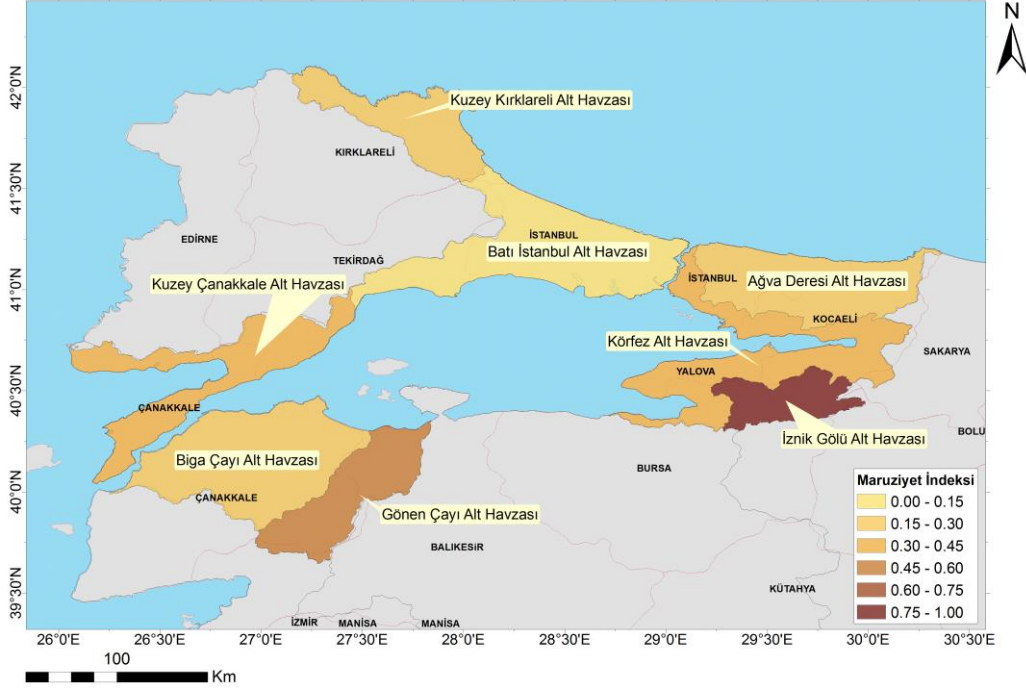 N
42°0'N
41°30'N
41°0'N
40°30'N
40°0'N
39°30'N
Kuzey Kırklareli Alt Havzası
KIRKLARELİ
EDİRNE
İSTANBUL
Batı İstanbul Alt Havzası
TEKİRDAĞ
Kuzey Çanakkale Alt Havzası
İSTANBUL
Ağva Deresi Alt Havzası
KOCAELİ
Körfez Alt Havzası
SAKARYA
YALOVA
ÇANAKKALE
İznik Gölü Alt Havzası
BOLU
Biga Çayı Alt Havzası
BURSA
ÇANAKKALE
Gönen Çayı Alt Havzası
BALIKESİR
KÜTAHYA
İZMİR
MANİSA
MANİSA
Maruziyet İndeksi
0.00 - 0.15
0.15 - 0.30
0.30 - 0.45
0.45 - 0.60
0.60 - 0.75
0.75 - 1.00
26°0'E 26°30'E 27°0'E 27°30'E 28°0'E 28°30'E 29°0'E 29°30'E 30°0'E 30°30'E
100
Km